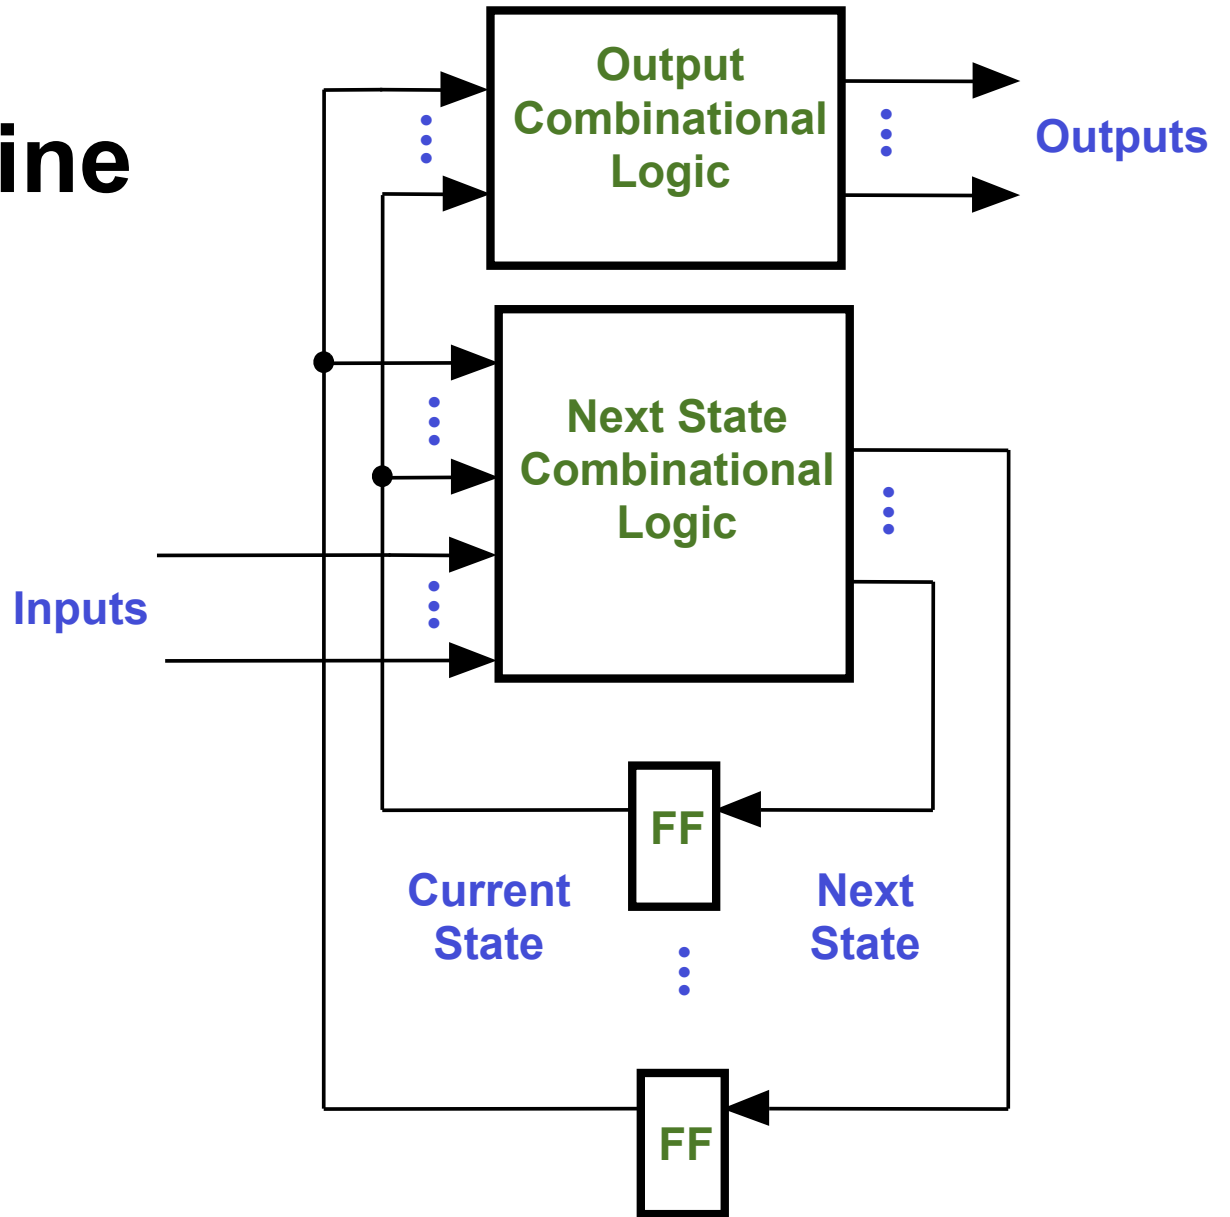 ine
Output
Combinational
Logic
Outputs
Next State
Combinational
Logic
Inputs
FF
Current
State
Next
State
FF